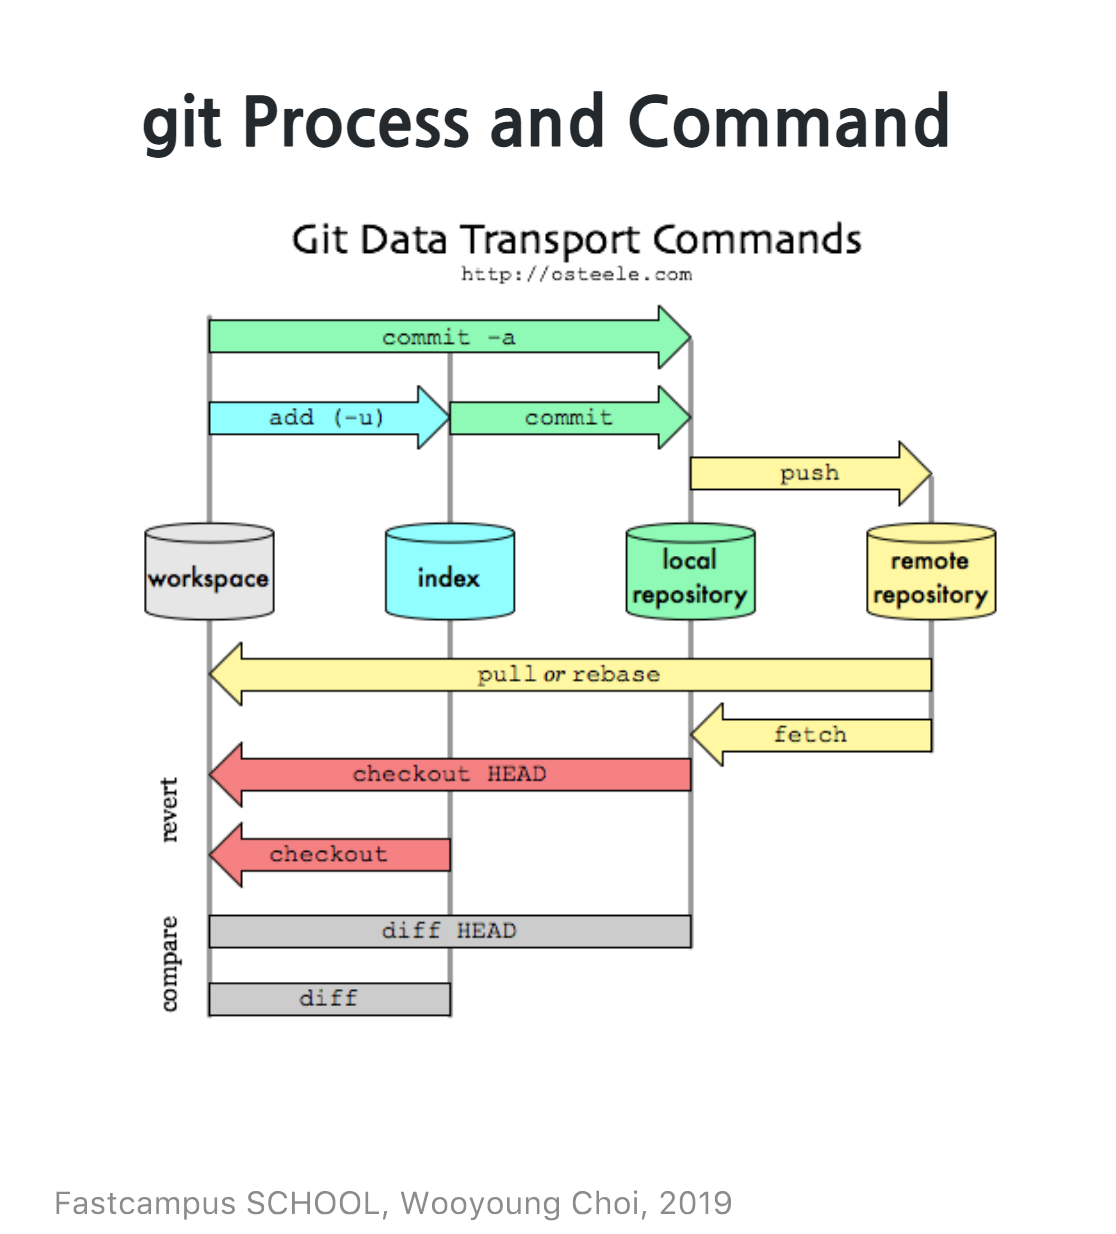 git Process and Command
Git Data Transport Commands
http://osteele.com
commit -a
add (-u)
commit
push
workspace
index
local
repository
remote
repository
pull or rebase
fetch
checkout HEAD
revert
checkout
diff HEAD
compare
diff
Fastcampus SCHOOL, Wooyoung Choi, 2019